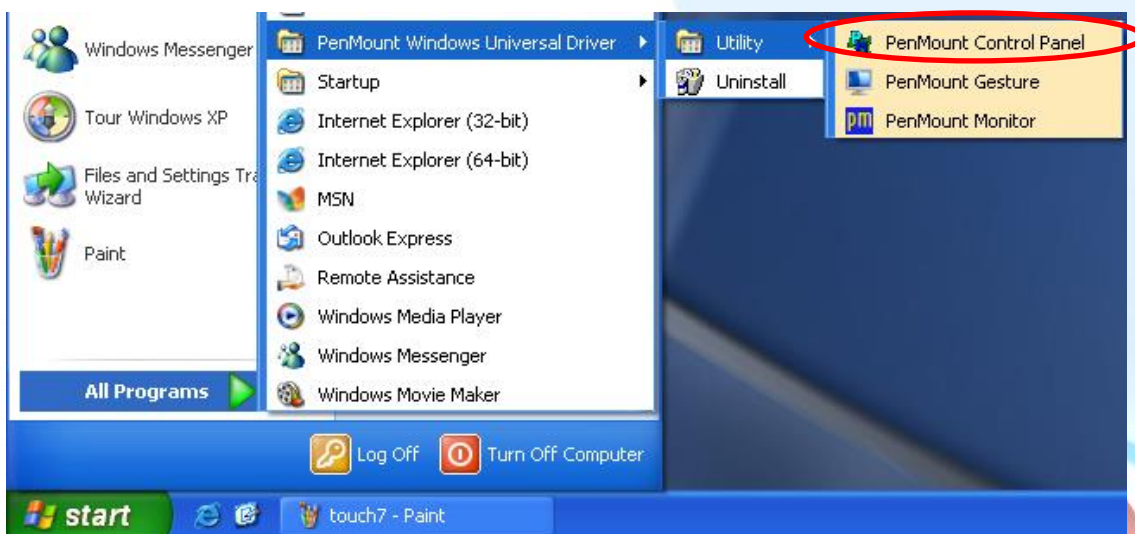 Windows Messenger
Tour Windows XP
Files and Settings Tra
Wizard
Paint
All Programs
PenMount Windows Universal Driver
Startup
Internet Explorer (32-bit)
Internet Explorer (64-bit)
MSN
Outlook Express
Remote Assistance
Windows Media Player
Windows Messenger
Windows Movie Maker
Utility
Uninstall
PenMount Control Panel
PenMount Gesture
pm PenMount Monitor
Log Off
Turn Off Computer
start
touch7 - Paint